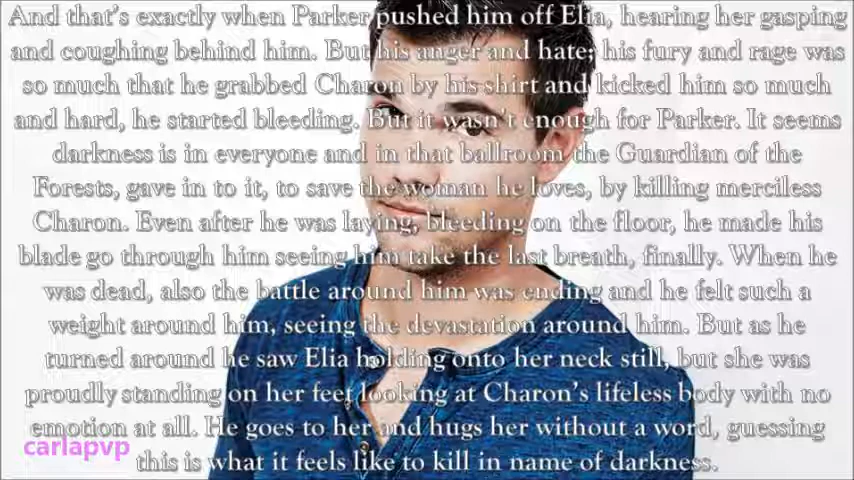 And that's exactly when Parker pushed him off Elia, hearing her gasping
and coughing behind him. But his anger and hate; his fury and rage was
so much that he grabbed Charon by his shirt and kicked him so much
and hard, he started bleeding. But it wasn't enough for Parker. It seems
darkness is in everyone and in that ballroom the Guardian of the
Forests, gave in to it, to save the woman he loves, by killing merciless
Charon. Even after he was laying, bleeding on the floor, he made his
blade go through him seeing him take the last breath, finally. When he
was dead, also the battle around him was ending and he felt such a
weight around him, seeing the devastation around him. But as he
turned around he saw Elia holding onto her neck still, but she was
proudly standing on her feet looking at Charon's lifeless body with no
emotion at all. He goes to her and hugs her without a word, guessing
this is what it feels like to kill in name of darkness.
carlapvp